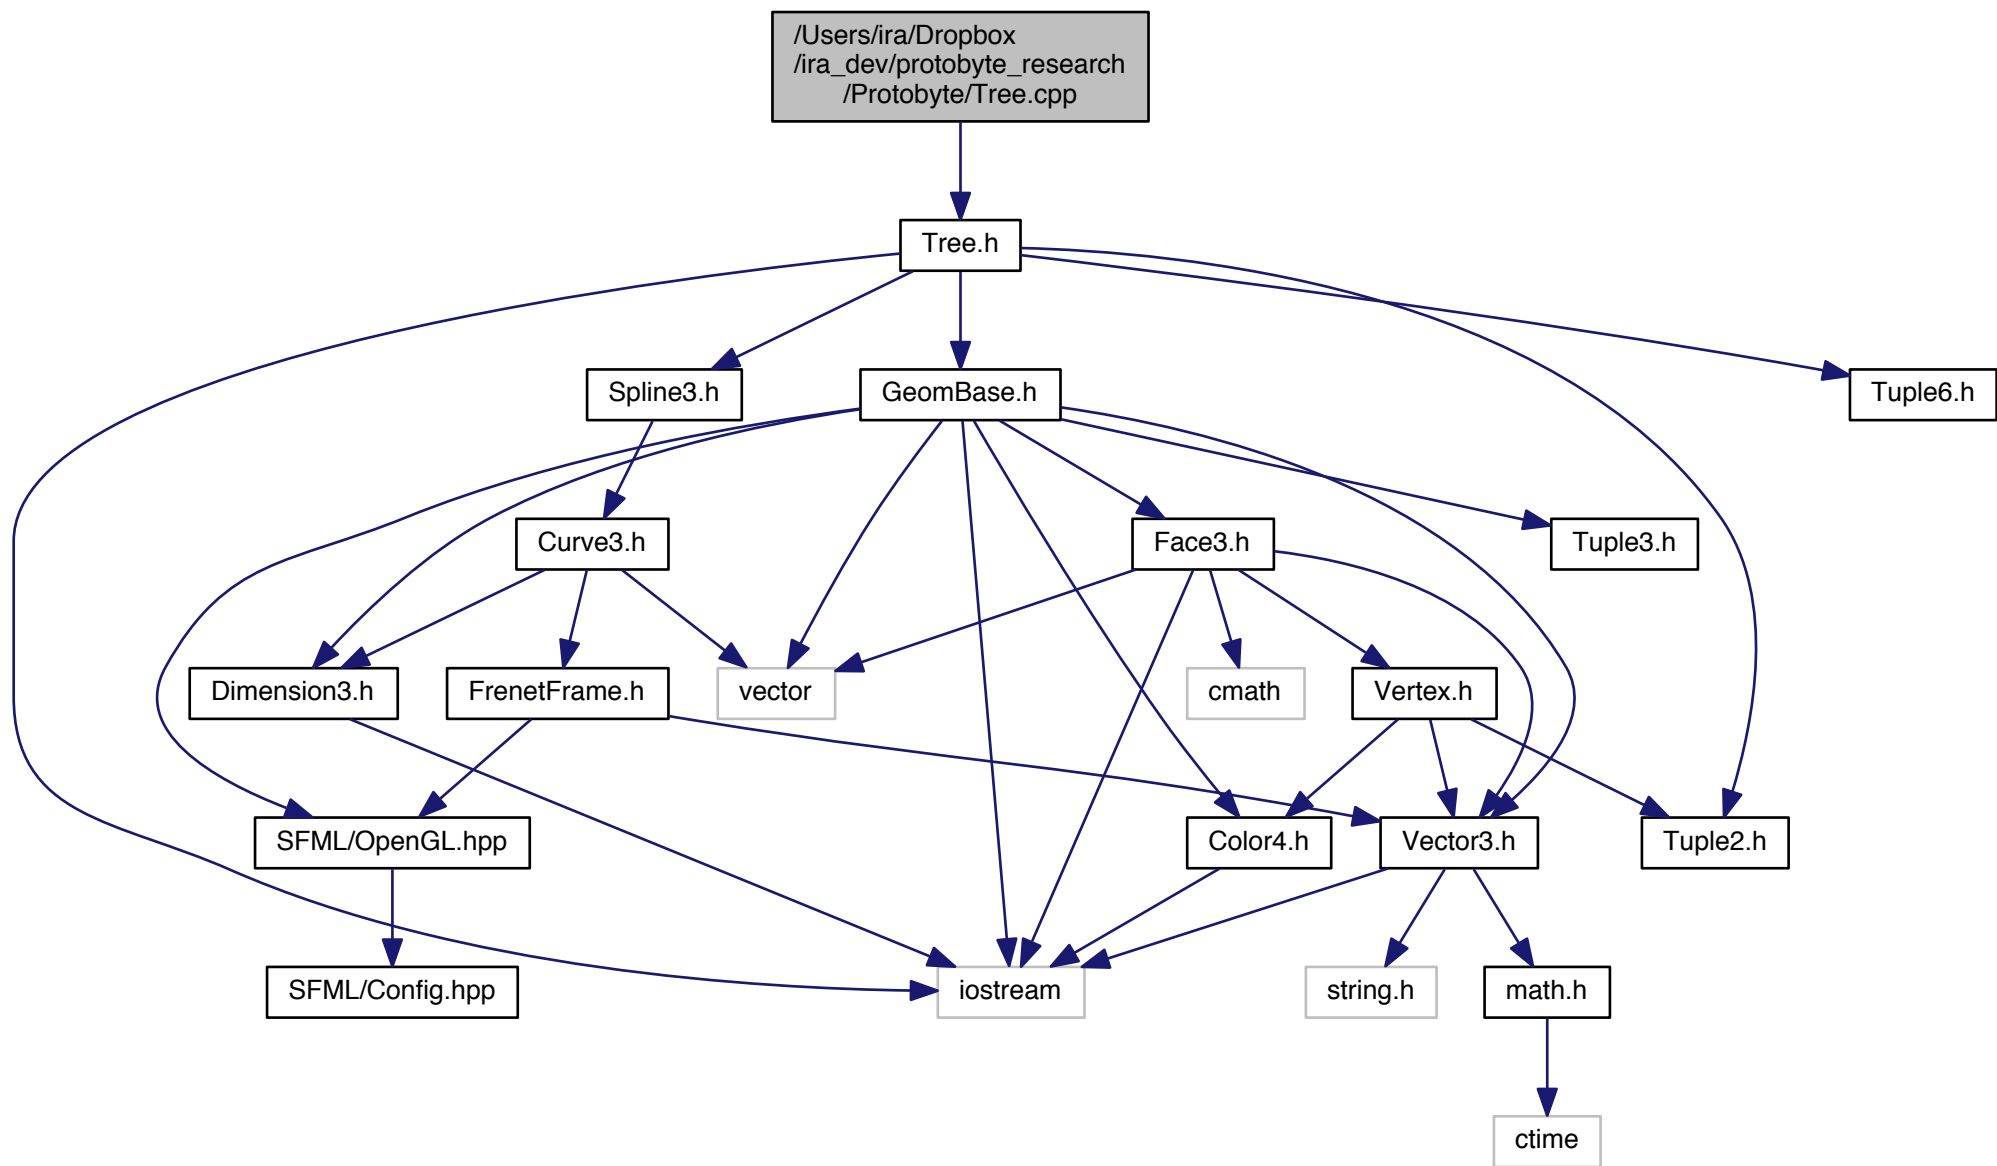 /Users/ira/Dropbox
/ira_dev/protobyte_research
/Protobyte/Tree.cpp
Tree.h
Spline3.h
GeomBase.h
Tuple6.h
Curve3.h
Face3.h
Tuple3.h
Dimension3.h
FrenetFrame.h
vector
cmath
Vertex.h
SFML/OpenGL.hpp
Color4.h
Vector3.h
Tuple2.h
SFML/Config.hpp
iostream
string.h
math.h
ctime